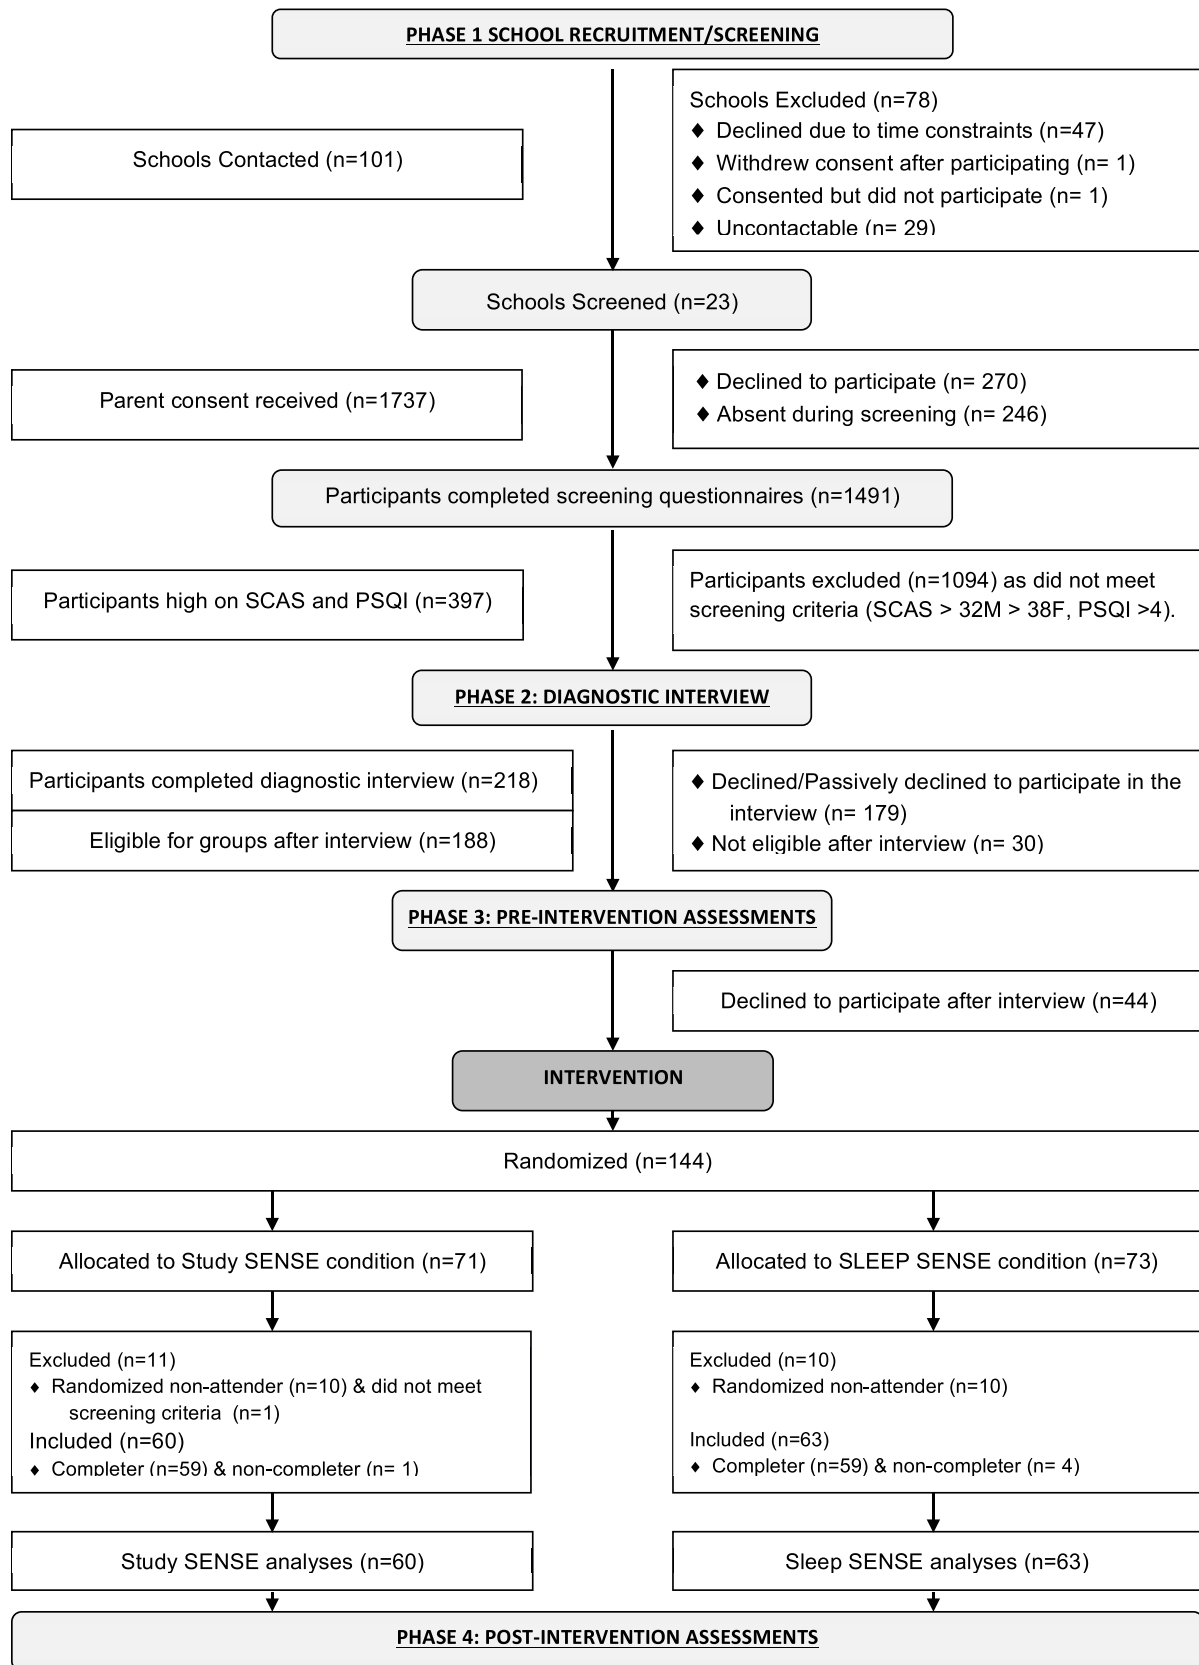 PHASE 1 SCHOOL RECRUITMENT/SCREENING
Schools Contacted (n=101)
Schools Excluded (n=78)
♦ Declined due to time constraints (n=47)
♦ Withdrew consent after participating (n= 1)
♦ Consented but did not participate (n= 1)
♦ Uncontactable (n= 29)
Schools Screened (n=23)
Parent consent received (n=1737)
♦ Declined to participate (n= 270)
♦ Absent during screening (n= 246)
Participants completed screening questionnaires (n=1491)
Participants high on SCAS and PSQI (n=397)
Participants excluded (n=1094) as did not meet
screening criteria (SCAS > 32M > 38F, PSQI >4).
PHASE 2: DIAGNOSTIC INTERVIEW
Participants completed diagnostic interview (n=218)
Eligible for groups after interview (n=188)
♦ Declined/Passively declined to participate in the
interview (n= 179)
♦ Not eligible after interview (n= 30)
PHASE 3: PRE-INTERVENTION ASSESSMENTS
Declined to participate after interview (n=44)
INTERVENTION
Randomized (n=144)
Allocated to Study SENSE condition (n=71)
Allocated to SLEEP SENSE condition (n=73)
Excluded (n=11)
♦ Randomized non-attender (n=10) & did not meet
screening criteria (n=1)
Included (n=60)
♦ Completer (n=59) & non-completer (n= 1)
Excluded (n=10)
♦ Randomized non-attender (n=10)
Included (n=63)
♦ Completer (n=59) & non-completer (n= 4)
Study SENSE analyses (n=60)
Sleep SENSE analyses (n=63)
PHASE 4: POST-INTERVENTION ASSESSMENTS